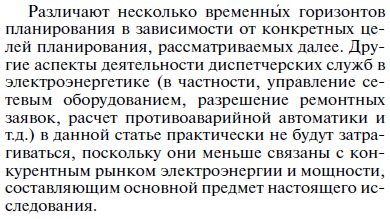 Различают несколько временны́х горизонтов
планирования в зависимости от конкретных це-
лей планирования, рассматриваемых далее. Дру-
гие аспекты деятельности диспетчерских служб в
электроэнергетике (в частности, управление се-
тевым оборудованием, разрешение ремонтных
заявок, расчет противоаварийной автоматики и
т.д.) в данной статье практически не будут затра-
гиваться, поскольку они меньше связаны с кон-
курентным рынком электроэнергии и мощности,
составляющим основной предмет настоящего ис-
следования.